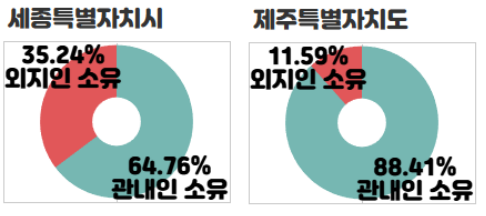 세종특별자치시
35.24%
외지인 소유
64.76%
관내인 소유
제주특별자치도
11.59%
외지인 소유
88.41%
관내인 소유